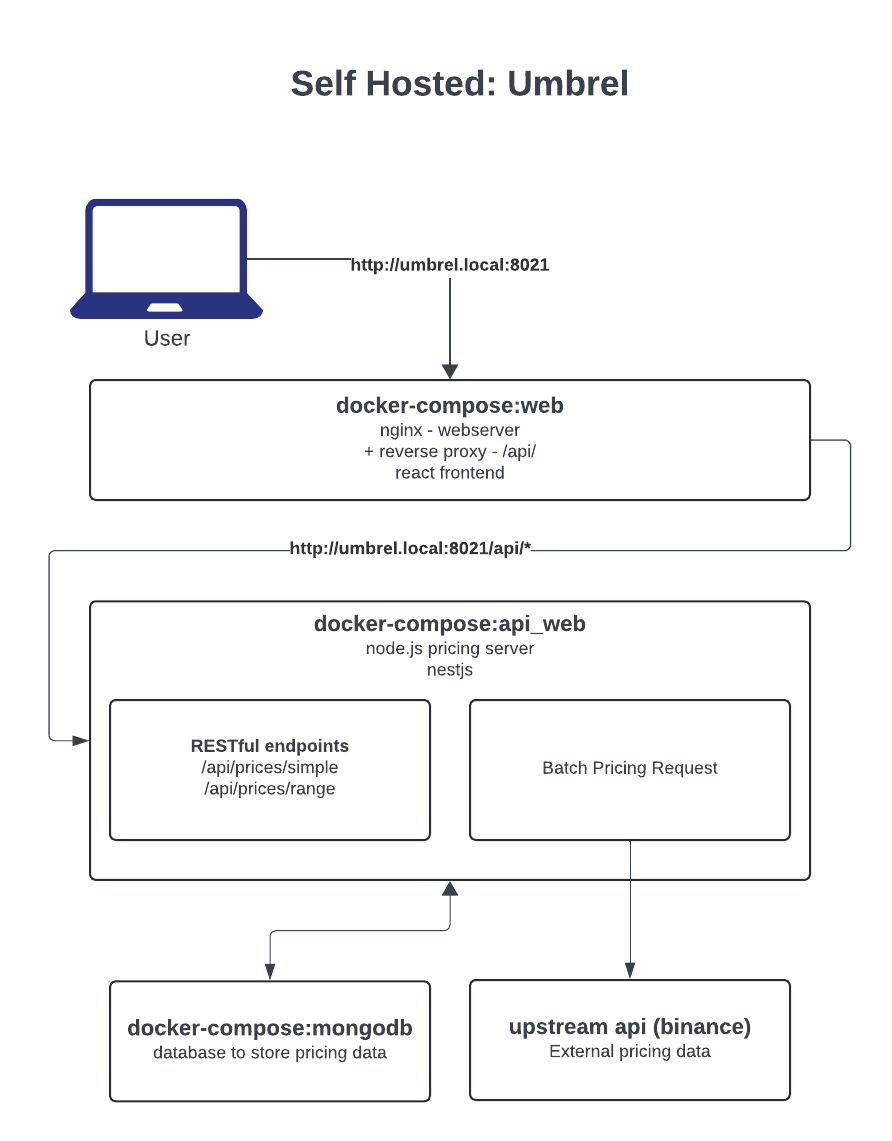 Self Hosted: Umbrel
http://umbrel.local:8021
User
docker-compose:web
nginx - webserver
+ reverse proxy - /api/
react frontend
http://umbrel.local:8021/api/*
docker-compose:api_web
node.js pricing server
nestjs
RESTful endpoints
/api/prices/simple
/api/prices/range
Batch Pricing Request
docker-compose:mongodb
database to store pricing data
upstream api (binance)
External pricing data